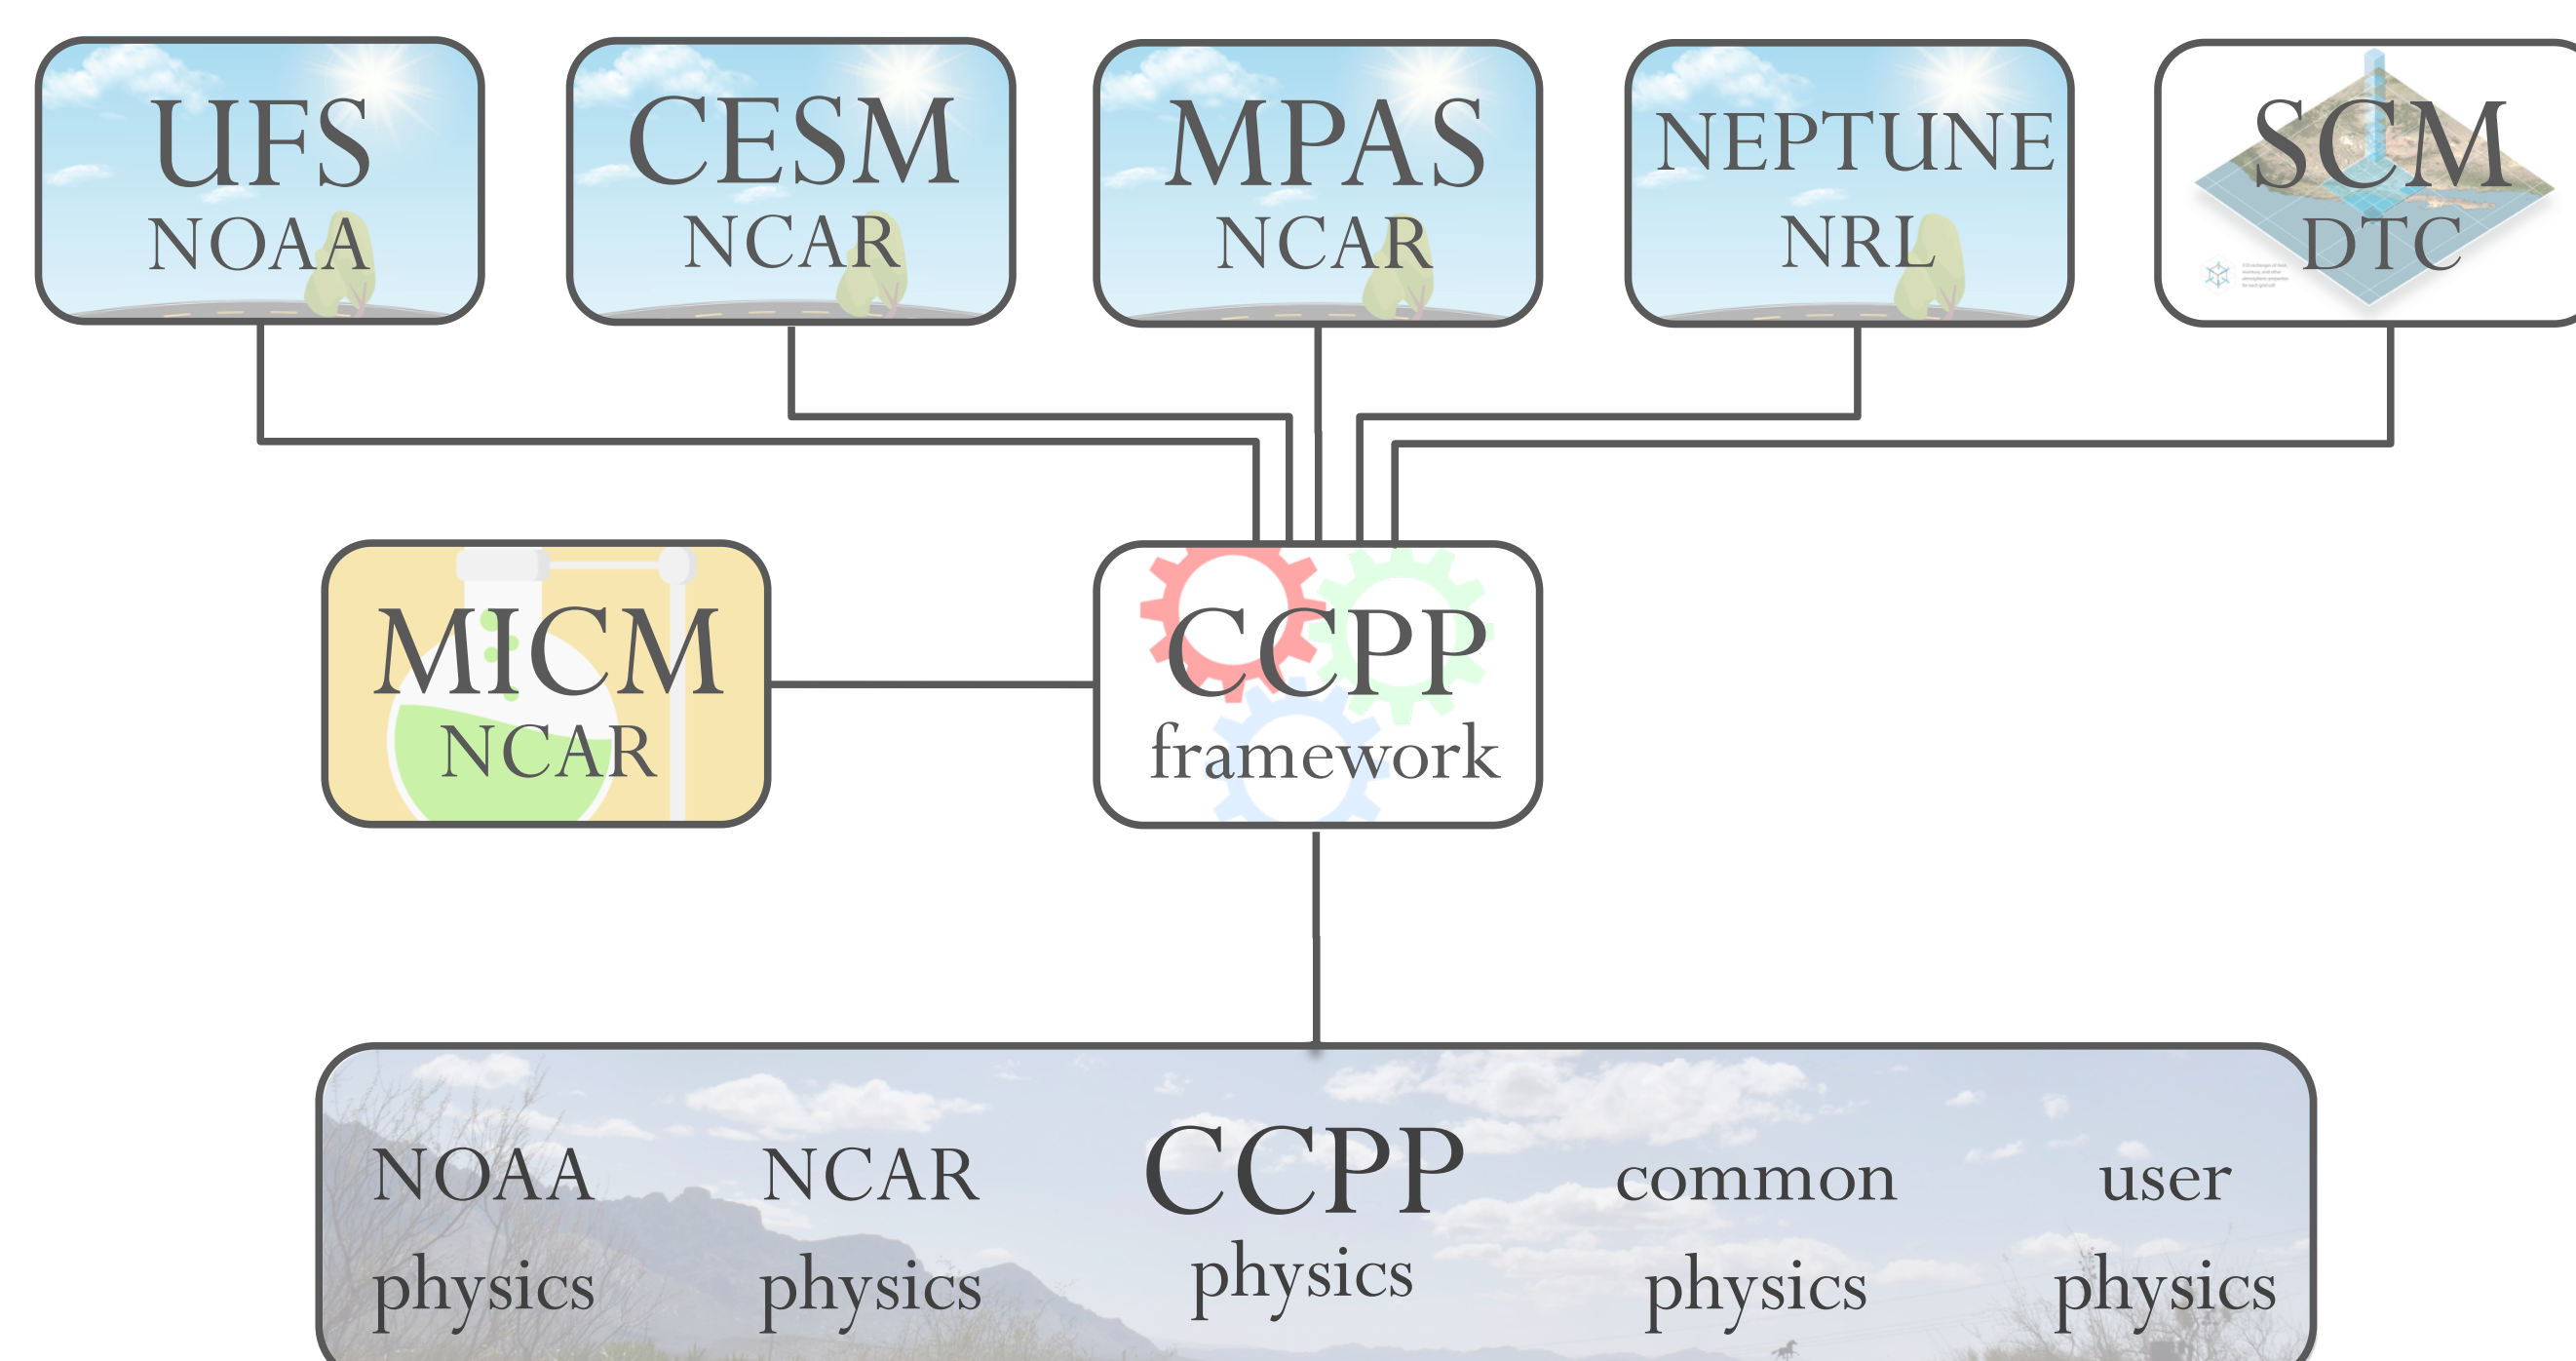 UFS
NOAA
CESM
NCAR
MPAS
NCAR
NEPTUNE
NRL
SCM
DTC
MICM
NCAR
CCPP
framework
NOAA
physics
NCAR
physics
CCPP
physics
common
physics
user
physics